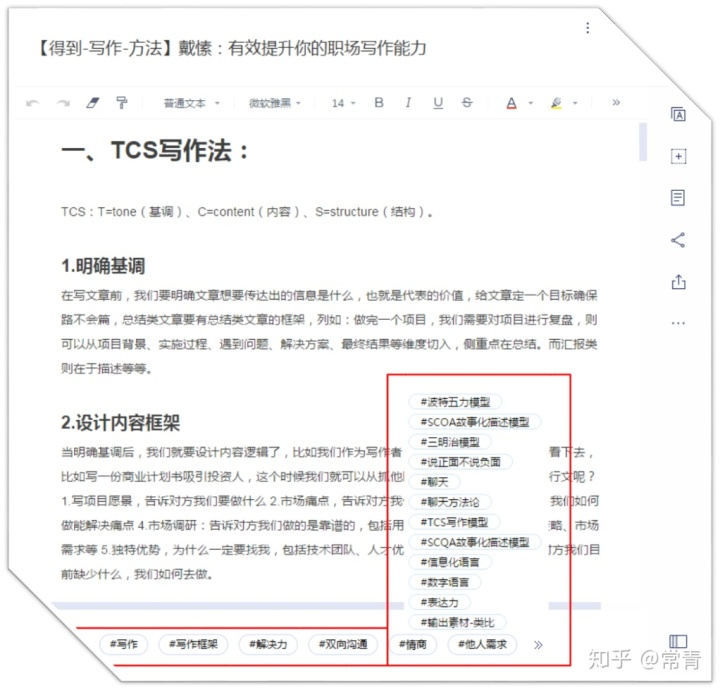 【得到-写作-方法】戴愫：有效提升你的职场写作能力
普通文本 微软雅黑 14 B I U S A
一、TCS写作法：
TCS：T=tone（基调）、C=content（内容）、S=structure（结构）。
1.明确基调
在写文章前，我们要明确文章想要传达出的信息是什么，也就是代表的价值，给文章定一个目标确保
路不会篇，总结类文章要有总结类文章的框架，列如：做完一个项目，我们需要对项目进行复盘，则
可以从项目背景、实施过程、遇到问题、解决方案、最终结果等维度切入，侧重点在总结。而汇报类
则在于描述等等。
2.设计内容框架
当明确基调后，我们就要设计内容逻辑了，比如我们作为写作者 看下去，
比如写一份商业计划书吸引投资人，这个时候我们就可以从抓他 行文呢？
1.写项目愿景，告诉对方我们要做什么 2.市场痛点，告诉对方我 我们如何
做能解决痛点 4.市场调研：告诉对方我们做的是靠谱的，包括用 略、市场
需求等 5.独特优势，为什么一定要找我，包括技术团队、人才优 方我们目
前缺少什么，我们如何去做。
#波特五力模型
#SCOA故事化描述模型
#三明治模型
#说正面不说负面
#聊天
#聊天方法论
#TCS写作模型
#SCQA故事化描述模型
#信息化语言
#数字语言
#表达力
#输出素材-类比
#写作 #写作框架 #解决力 #双向沟通 #情商 #他人需求
知乎 @常青